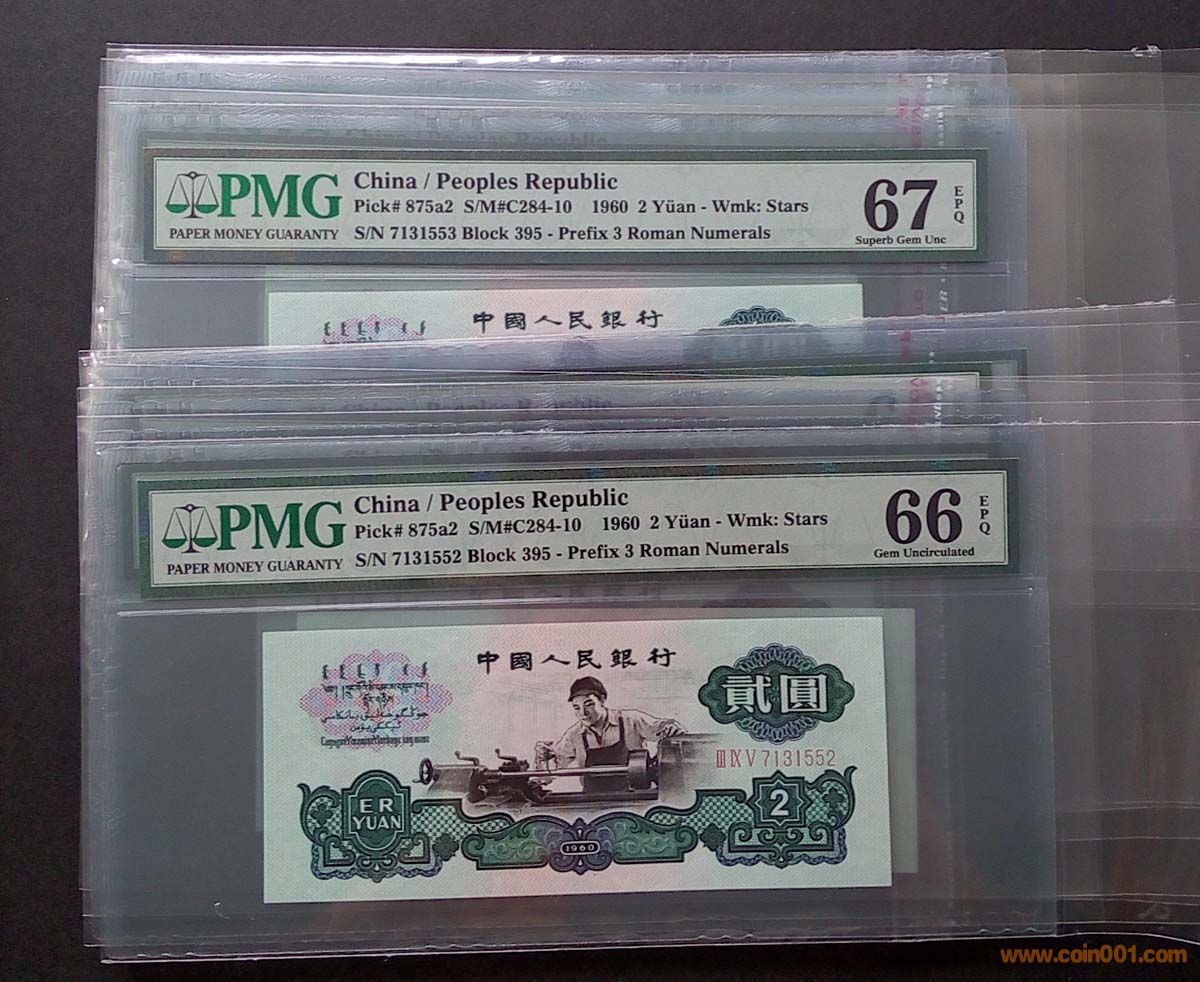 PMG
PAPER MONEY GUARANTY
China / Peoples Republic
Pick# 875a2 S/M#C284-10 1960 2 Yüan - Wmk: Stars
S/N 7131553 Block 395 - Prefix 3 Roman Numerals
67
EPQ
Superb Gem Unc
中國人民銀行
PMG
PAPER MONEY GUARANTY
China / Peoples Republic
Pick# 875a2 S/M#C284-10 1960 2 Yüan - Wmk: Stars
S/N 7131552 Block 395 - Prefix 3 Roman Numerals
66
EPQ
Gem Uncirculated
中國人民銀行
貳圓
III IX V 7131552
ER
YUAN
2
1960
www.coin001.com